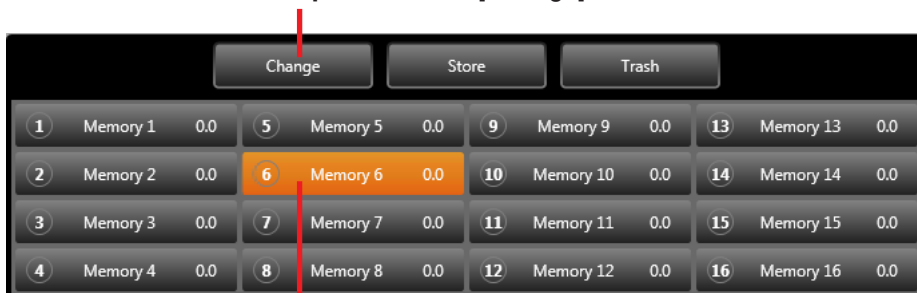 Change Store Trash
1 Memory 1 0.0 5 Memory 5 0.0 9 Memory 9 0.0 13 Memory 13 0.0
2 Memory 2 0.0 6 Memory 6 0.0 10 Memory 10 0.0 14 Memory 14 0.0
3 Memory 3 0.0 7 Memory 7 0.0 11 Memory 11 0.0 15 Memory 15 0.0
4 Memory 4 0.0 8 Memory 8 0.0 12 Memory 12 0.0 16 Memory 16 0.0